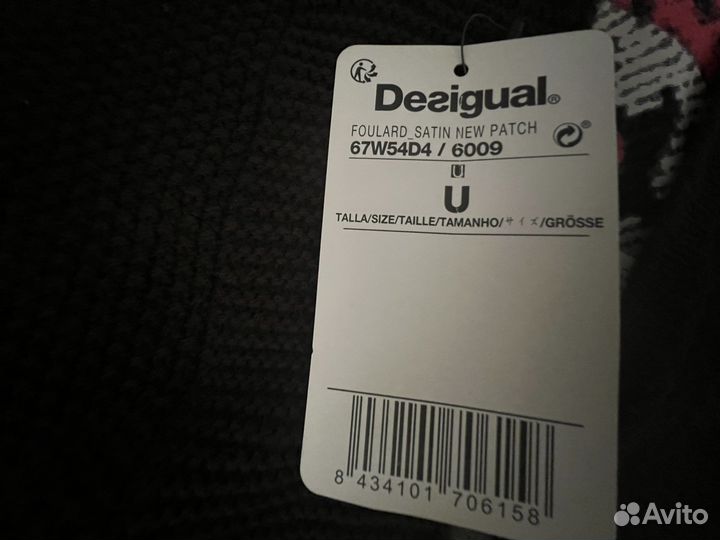 Desigual®
FOULARD_SATIN NEW PATCH
67W54D4 / 6009
[U]
U
TALLA/SIZE/TAILLE/TAMANHO/サイズ/GRÖSSE
8 434101 706158
Avito